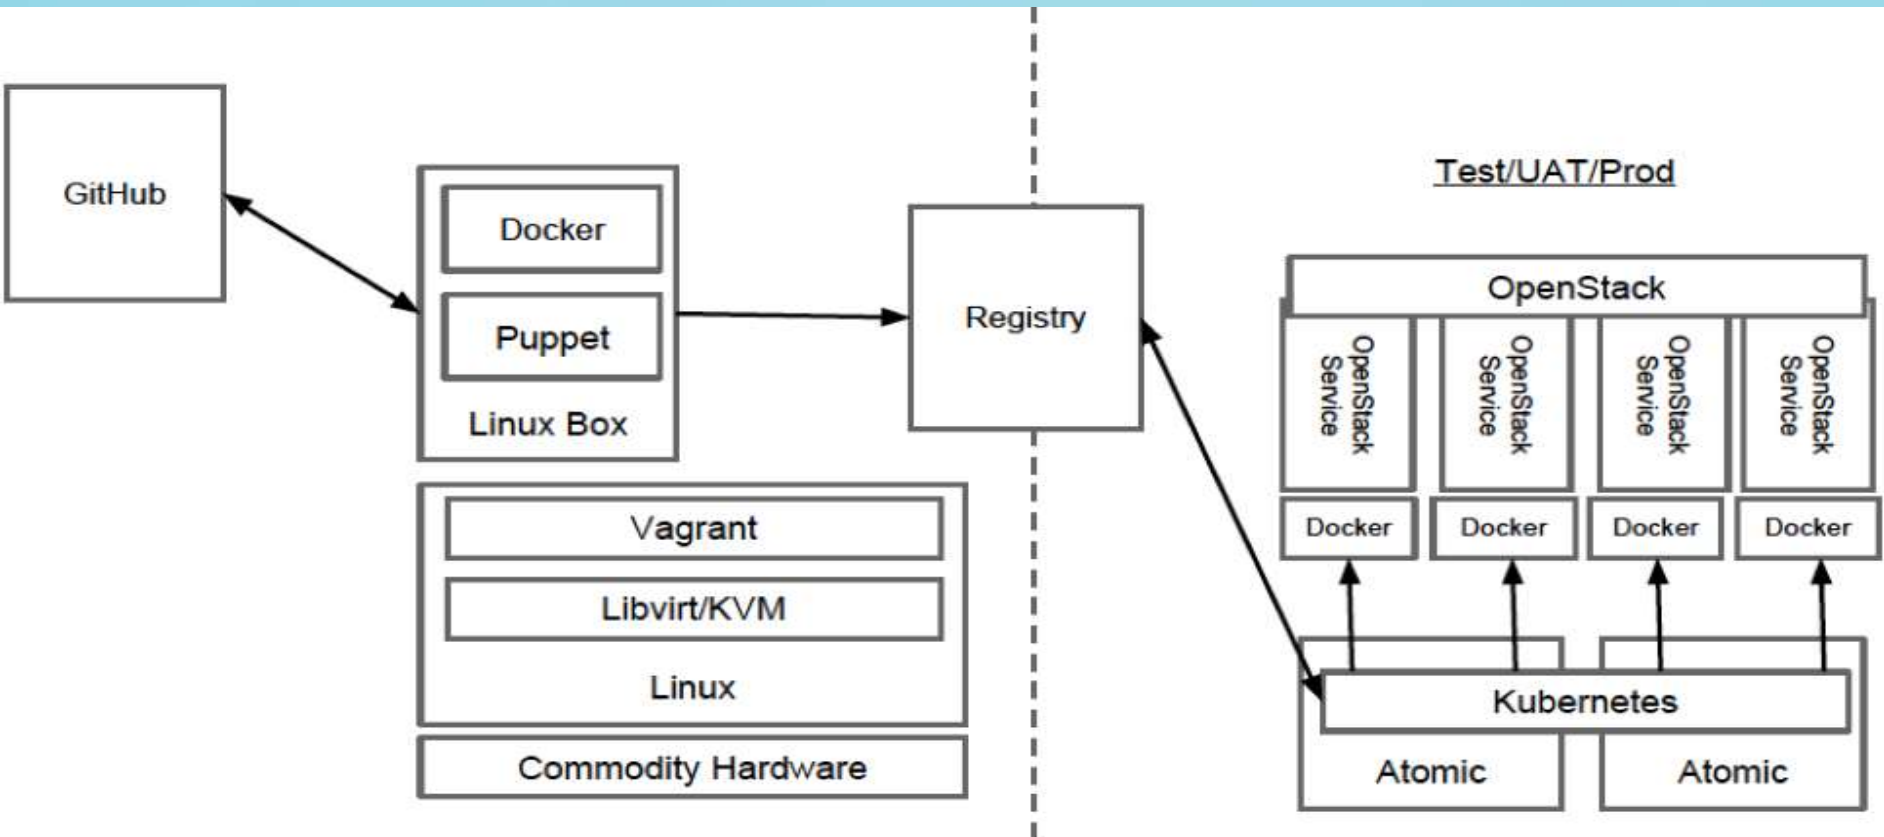 GitHub
Docker
Puppet
Linux Box
Vagrant
Libvirt/KVM
Linux
Commodity Hardware
Registry
Test/UAT/Prod
OpenStack
OpenStack
Service
OpenStack
Service
OpenStack
Service
OpenStack
Service
Docker
Docker
Docker
Docker
Kubernetes
Atomic
Atomic